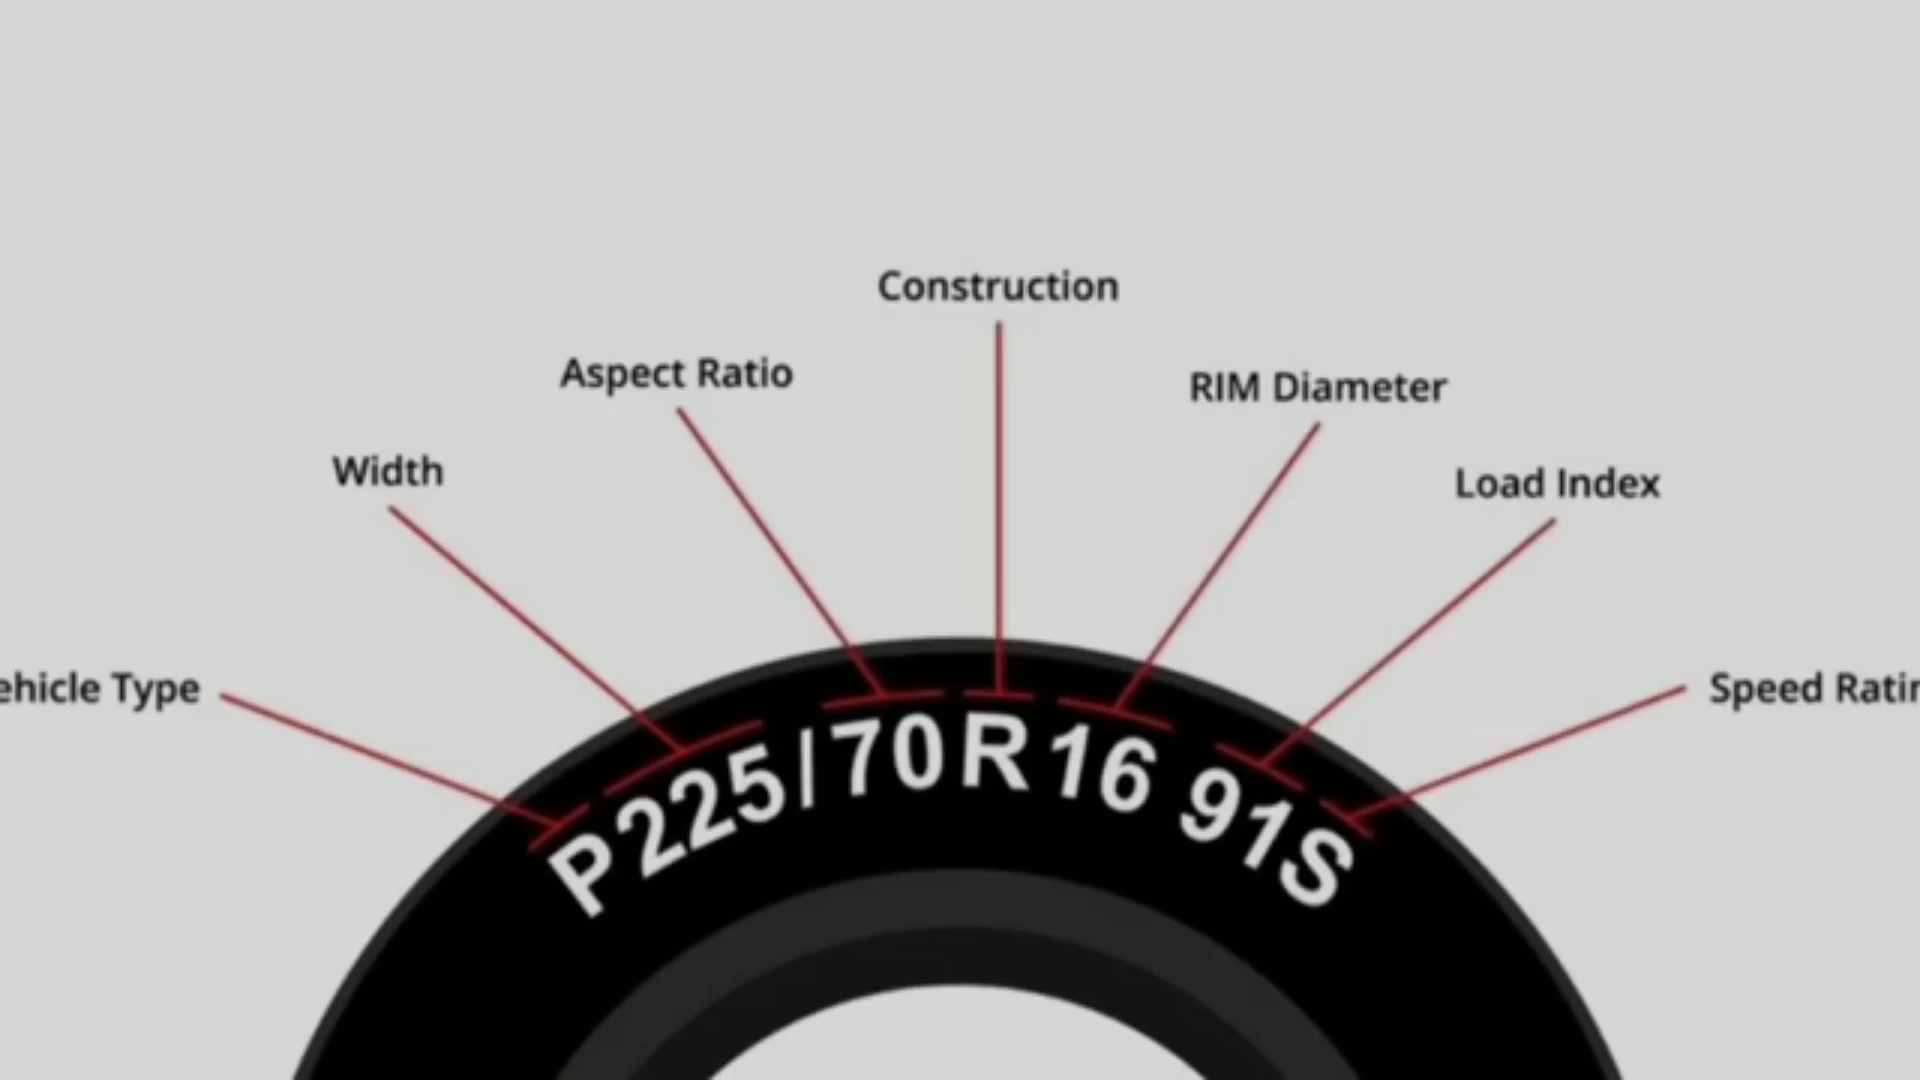 Construction
Aspect Ratio
RIM Diameter
Width
Load Index
ehicle Type
Speed Ratin
P225/70R16 91S